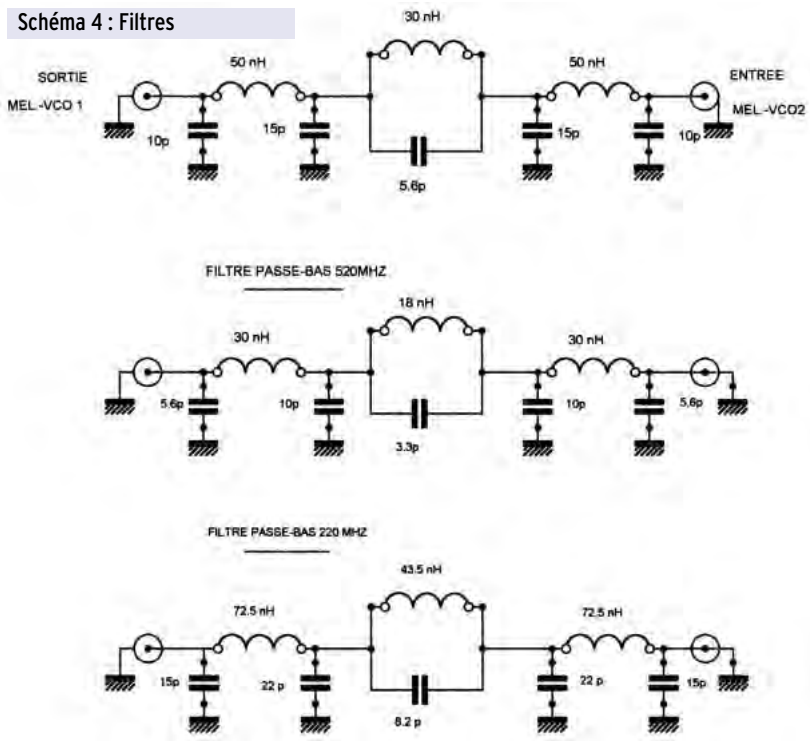 Schéma 4 : Filtres
30 nH
50 nH
50 nH
SORTIE
MEL.-VCO 1
ENTREE
MEL.-VCO2
10p
15p
15p
10p
5.6p
FILTRE PASSE-BAS 520MHZ
18 nH
30 nH
30 nH
5.6p
10p
10p
5.6p
3.3p
FILTRE PASSE-BAS 220 MHZ
43.5 nH
72.5 nH
72.5 nH
15p
22 p
22 p
15p
8.2 p